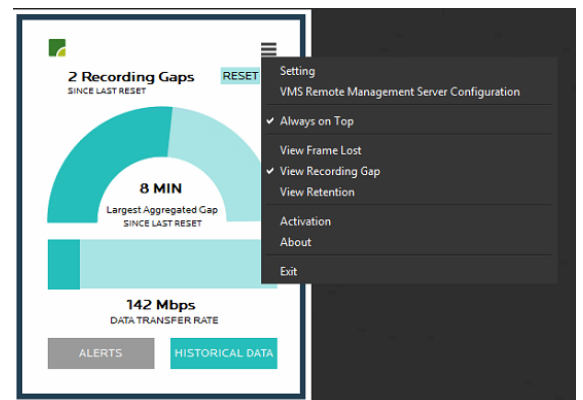 2 Recording Gaps
RESET
SINCE LAST RESET
8 MIN
Largest Aggregated Gap
SINCE LAST RESET
142 Mbps
DATA TRANSFER RATE
ALERTS
HISTORICAL DATA
Setting
VMS Remote Management Server Configuration
Always on Top
View Frame Lost
View Recording Gap
View Retention
Activation
About
Exit